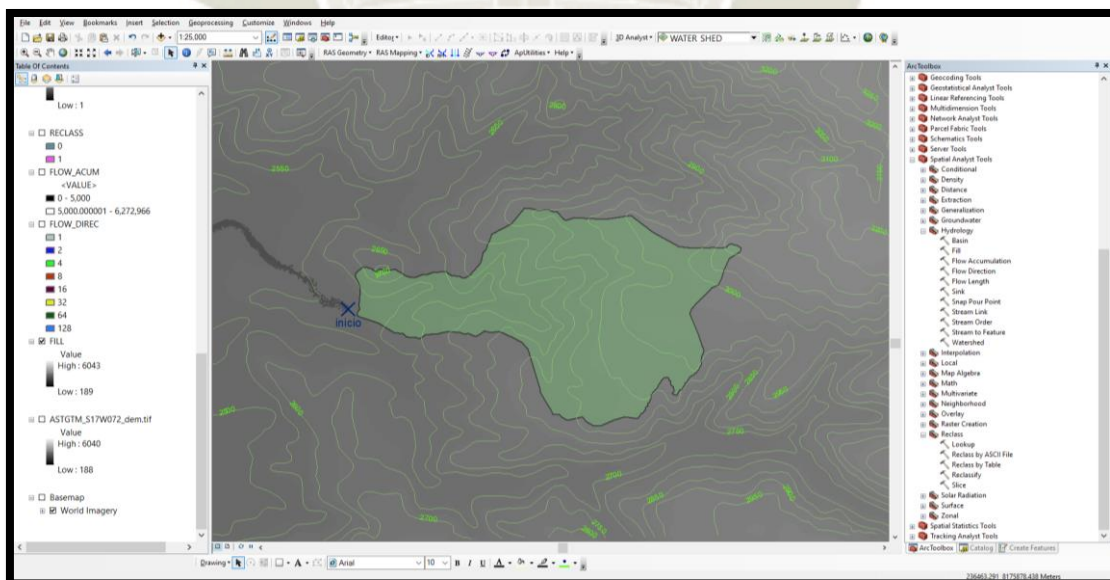 File Edit View Bookmarks Insert Selection Geoprocessing Customize Windows Help
1:25,000 Editor 3D Analyst WATER SHED
RAS Geometry RAS Mapping ApUtilities Help
Table Of Contents
Low : 1
RECLASS
0
1
FLOW_ACUM
<VALUE>
0 - 5,000
5,000.000001 - 6,272,966
FLOW_DIREC
1
2
4
8
16
32
64
128
FILL
Value
High : 6043
Low : 189
ASTGTM_S17W072_dem.tif
Value
High : 6040
Low : 188
Basemap
World Imagery
inicio
2550
2700
2700
2700
ArcToolbox
Geocoding Tools
Geostatistical Analyst Tools
Linear Referencing Tools
Multidimension Tools
Network Analyst Tools
Parcel Fabric Tools
Schematics Tools
Server Tools
Spatial Analyst Tools
Conditional
Density
Distance
Extraction
Generalization
Groundwater
Hydrology
Basin
Fill
Flow Accumulation
Flow Direction
Flow Length
Sink
Snap Pour Point
Stream Link
Stream Order
Stream to Feature
Watershed
Interpolation
Local
Map Algebra
Math
Multivariate
Neighborhood
Overlay
Raster Creation
Reclass
Lookup
Reclass by ASCII File
Reclass by Table
Reclassify
Slice
Solar Radiation
Surface
Zonal
Spatial Statistics Tools
Tracking Analyst Tools
ArcToolbox Catalog Create Features
Drawing Arial 10 B I U A
236463.291 8175878.438 Meters